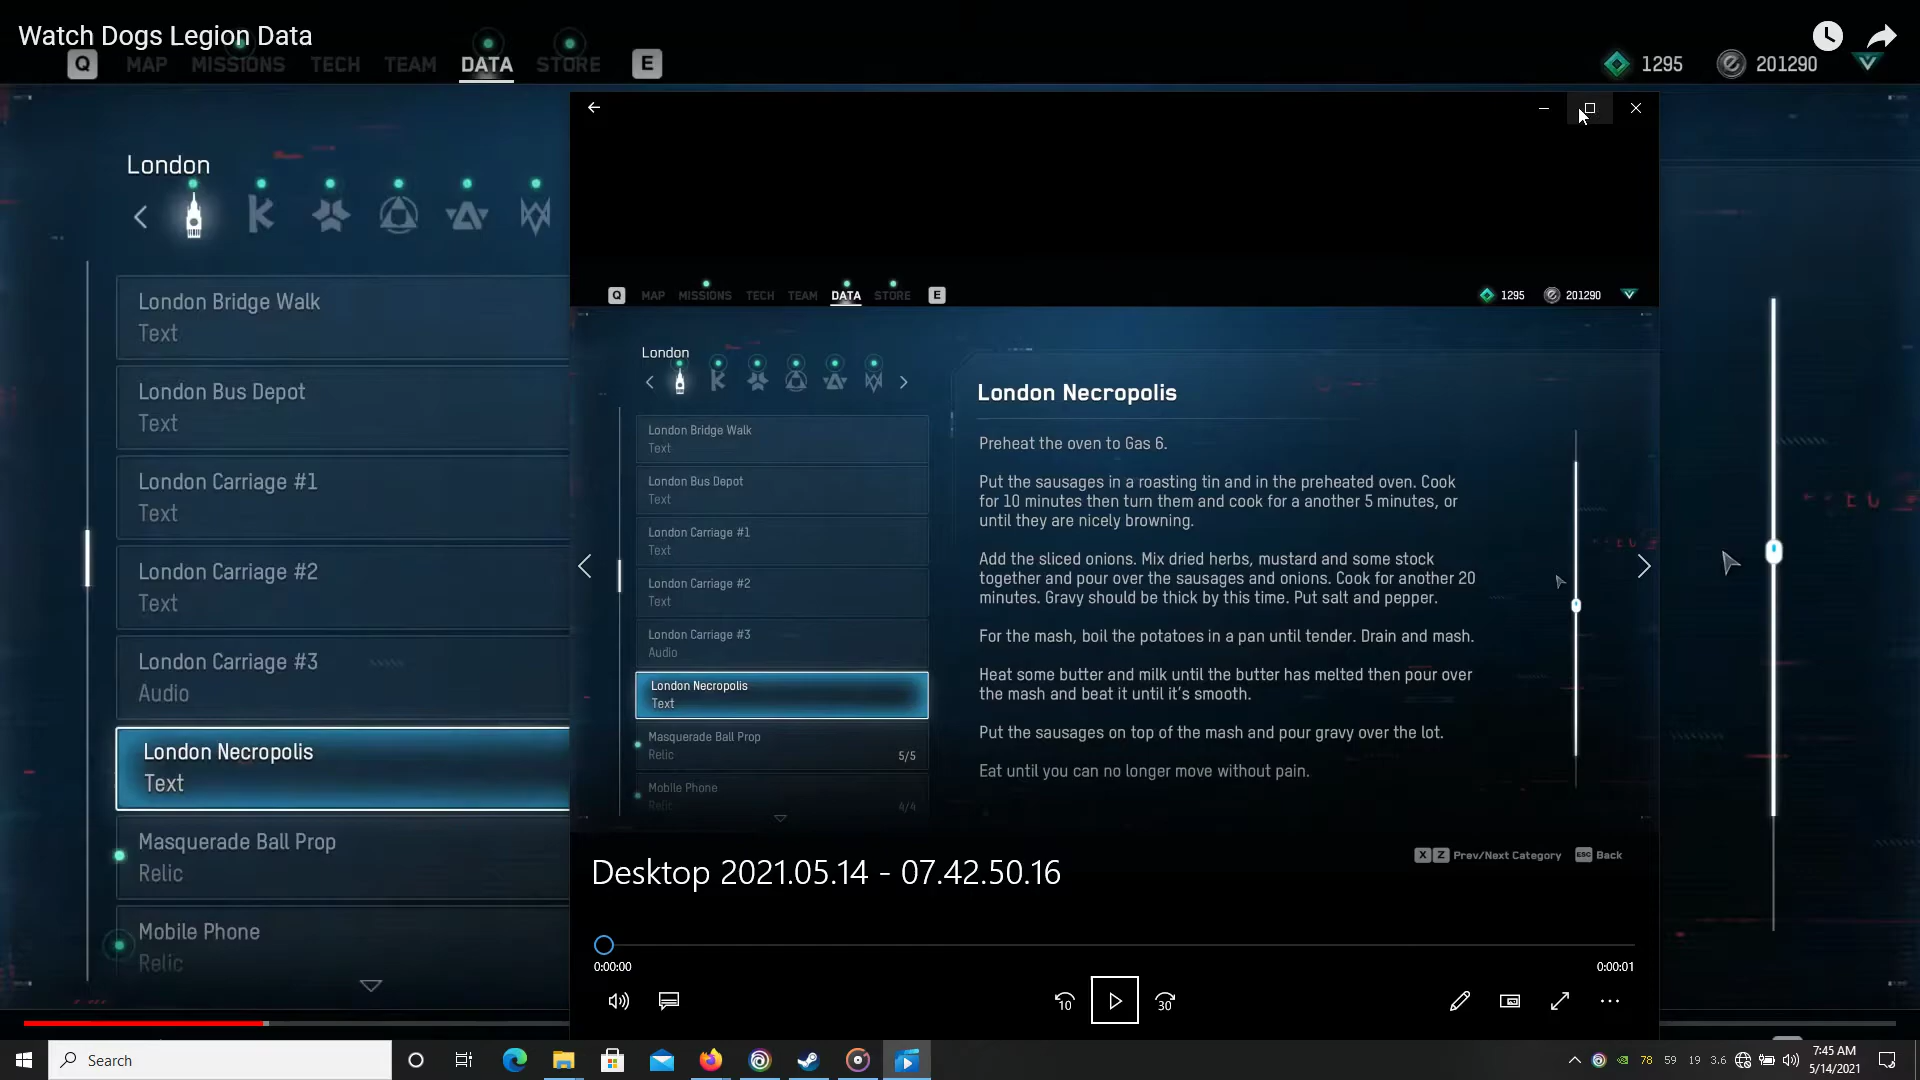 Watch Dogs Legion Data
Q MAP MISSIONS TECH TEAM DATA STORE E
1295 201290
London
London Bridge Walk
Text
London Bus Depot
Text
London Carriage #1
Text
London Carriage #2
Text
London Carriage #3
Audio
London Necropolis
Text
Masquerade Ball Prop
Relic
Mobile Phone
Relic
Q MAP MISSIONS TECH TEAM DATA STORE E
1295 201290
London
London Bridge Walk
Text
London Bus Depot
Text
London Carriage #1
Text
London Carriage #2
Text
London Carriage #3
Audio
London Necropolis
Text
Masquerade Ball Prop
Relic 5/5
Mobile Phone
Relic 4/4
London Necropolis
Preheat the oven to Gas 6.
Put the sausages in a roasting tin and in the preheated oven. Cook
for 10 minutes then turn them and cook for a another 5 minutes, or
until they are nicely browning.
Add the sliced onions. Mix dried herbs, mustard and some stock
together and pour over the sausages and onions. Cook for another 20
minutes. Gravy should be thick by this time. Put salt and pepper.
For the mash, boil the potatoes in a pan until tender. Drain and mash.
Heat some butter and milk until the butter has melted then pour over
the mash and beat it until it's smooth.
Put the sausages on top of the mash and pour gravy over the lot.
Eat until you can no longer move without pain.
X Z Prev/Next Category ESC Back
Desktop 2021.05.14 - 07.42.50.16
0:00:00 0:00:01
10 30
Search
78 59 19 3.6
7:45 AM
5/14/2021